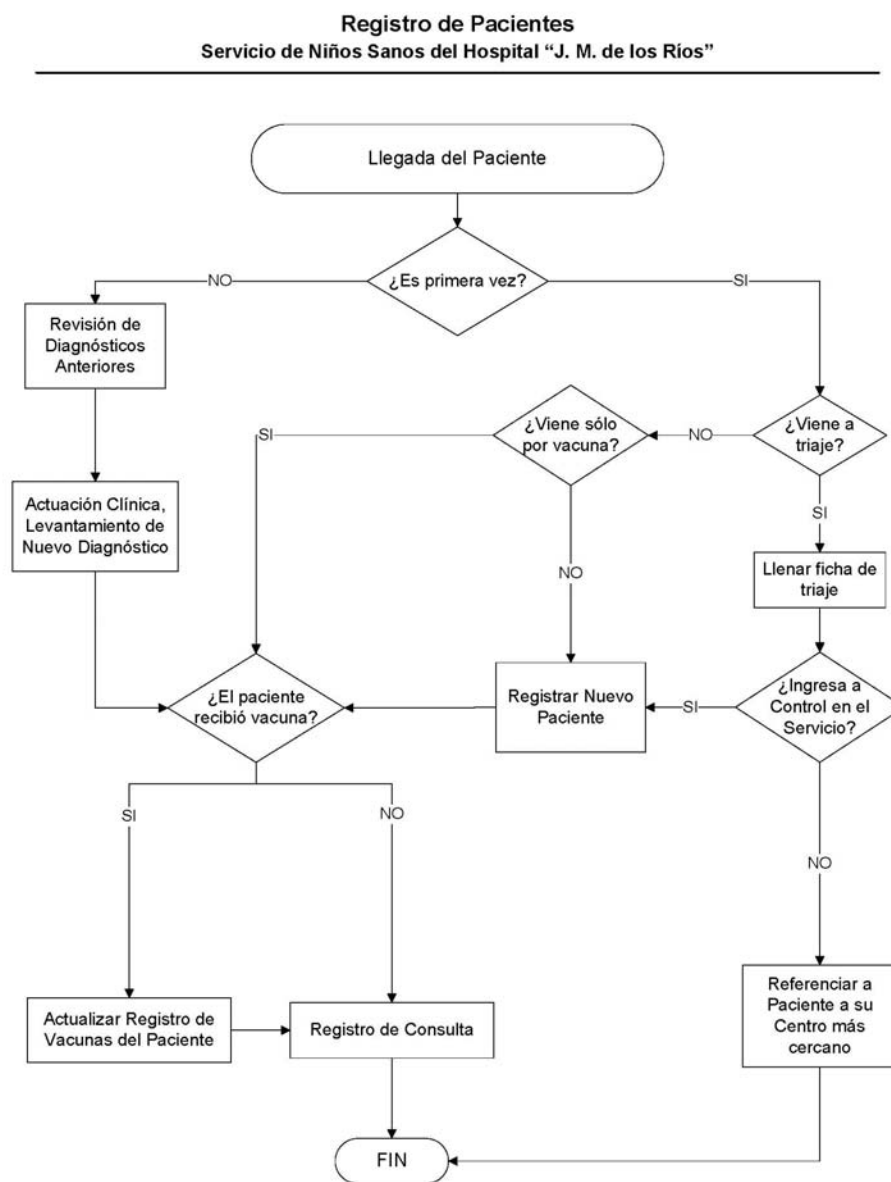 Registro de Pacientes
Servicio de Niños Sanos del Hospital “J. M. de los Ríos”
Llegada del Paciente
¿Es primera vez?
NO
SI
Revisión de
Diagnósticos
Anteriores
¿Viene sólo
por vacuna?
¿Viene a
triaje?
SI
NO
Actuación Clínica,
Levantamiento de
Nuevo Diagnóstico
SI
NO
Llenar ficha de
triaje
¿El paciente
recibió vacuna?
Registrar Nuevo
Paciente
SI
¿Ingresa a
Control en el
Servicio?
SI
NO
NO
Actualizar Registro de
Vacunas del Paciente
Registro de Consulta
Referenciar a
Paciente a su
Centro más
cercano
FIN